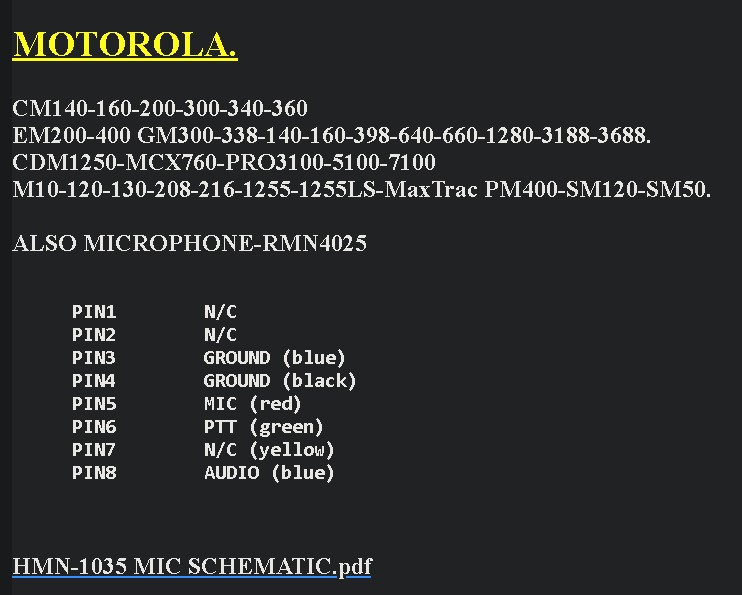 MOTOROLA.
CM140-160-200-300-340-360
EM200-400 GM300-338-140-160-398-640-660-1280-3188-3688.
CDM1250-MCX760-PRO3100-5100-7100
M10-120-130-208-216-1255-1255LS-MaxTrac PM400-SM120-SM50.
ALSO MICROPHONE-RMN4025
PIN1 N/C
PIN2 N/C
PIN3 GROUND (blue)
PIN4 GROUND (black)
PIN5 MIC (red)
PIN6 PTT (green)
PIN7 N/C (yellow)
PIN8 AUDIO (blue)
HMN-1035 MIC SCHEMATIC.pdf